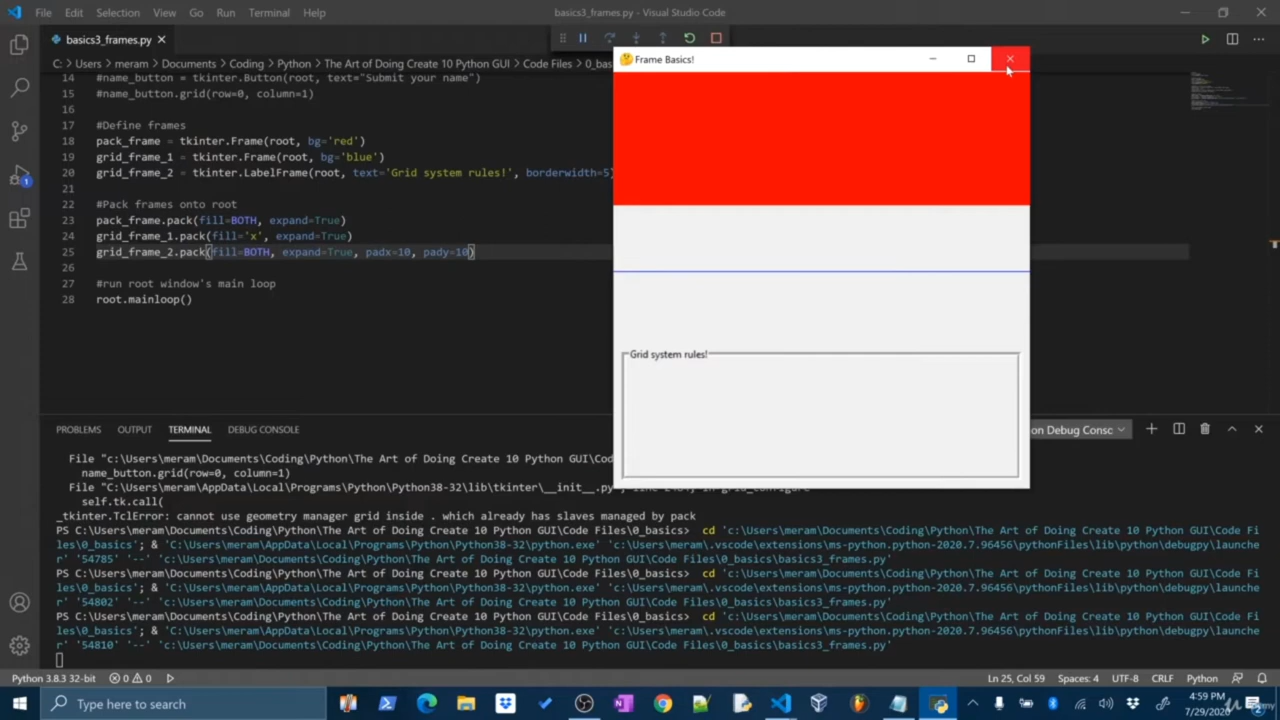 File Edit Selection View Go Run Terminal Help
basics3_frames.py - Visual Studio Code
basics3_frames.py
C: > Users > meram > Documents > Coding > Python > The Art of Doing Create 10 Python GUI > Code Files > 0_bas
14 #name_button = tkinter.Button(root, text="Submit your name")
15 #name_button.grid(row=0, column=1)
16
17 #Define frames
18 pack_frame = tkinter.Frame(root, bg='red')
19 grid_frame_1 = tkinter.Frame(root, bg='blue')
20 grid_frame_2 = tkinter.LabelFrame(root, text='Grid system rules!', borderwidth=5)
21
22 #Pack frames onto root
23 pack_frame.pack(fill=BOTH, expand=True)
24 grid_frame_1.pack(fill='x', expand=True)
25 grid_frame_2.pack(fill=BOTH, expand=True, padx=10, pady=10)
26
27 #run root window's main loop
28 root.mainloop()
Frame Basics!
Grid system rules!
PROBLEMS OUTPUT TERMINAL DEBUG CONSOLE
on Debug Consc
File "c:\Users\meram\Documents\Coding\Python\The Art of Doing Create 10 Python GUI\Co
name_button.grid(row=0, column=1)
File "C:\Users\meram\AppData\Local\Programs\Python\Python38-32\lib\tkinter\__init__.py",
self.tk.call(
_tkinter.TclError: cannot use geometry manager grid inside . which already has slaves managed by pack
PS C:\Users\meram\Documents\Coding\Python\The Art of Doing Create 10 Python GUI\Code Files\0_basics> cd 'c:\Users\meram\Documents\Coding\Python\The Art of Doing Create 10 Python GUI\Code Fi
les\0_basics'; & 'C:\Users\meram\AppData\Local\Programs\Python\Python38-32\python.exe' 'c:\Users\meram\.vscode\extensions\ms-python.python-2020.7.96456\pythonFiles\lib\python\debugpy\launche
r' '54785' '--' 'c:\Users\meram\Documents\Coding\Python\The Art of Doing Create 10 Python GUI\Code Files\0_basics\basics3_frames.py'
PS C:\Users\meram\Documents\Coding\Python\The Art of Doing Create 10 Python GUI\Code Files\0_basics> cd 'c:\Users\meram\Documents\Coding\Python\The Art of Doing Create 10 Python GUI\Code Fi
les\0_basics'; & 'C:\Users\meram\AppData\Local\Programs\Python\Python38-32\python.exe' 'c:\Users\meram\.vscode\extensions\ms-python.python-2020.7.96456\pythonFiles\lib\python\debugpy\launche
r' '54802' '--' 'c:\Users\meram\Documents\Coding\Python\The Art of Doing Create 10 Python GUI\Code Files\0_basics\basics3_frames.py'
PS C:\Users\meram\Documents\Coding\Python\The Art of Doing Create 10 Python GUI\Code Files\0_basics> cd 'c:\Users\meram\Documents\Coding\Python\The Art of Doing Create 10 Python GUI\Code Fi
les\0_basics'; & 'C:\Users\meram\AppData\Local\Programs\Python\Python38-32\python.exe' 'c:\Users\meram\.vscode\extensions\ms-python.python-2020.7.96456\pythonFiles\lib\python\debugpy\launche
r' '54810' '--' 'c:\Users\meram\Documents\Coding\Python\The Art of Doing Create 10 Python GUI\Code Files\0_basics\basics3_frames.py'
Python 3.8.3 32-bit 0 0 Ln 25, Col 59 Spaces: 4 UTF-8 CRLF Python
Type here to search
4:59 PM
7/29/2020